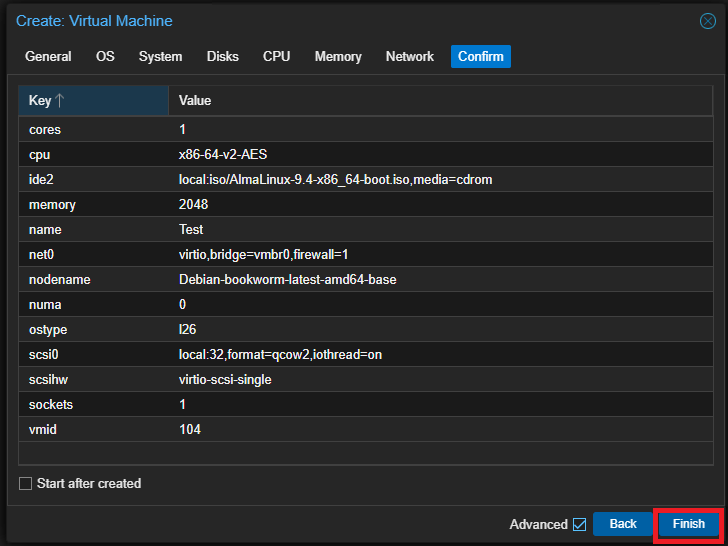 Create: Virtual Machine
General OS System Disks CPU Memory Network Confirm
Key Value
cores 1
cpu x86-64-v2-AES
ide2 local:iso/AlmaLinux-9.4-x86_64-boot.iso,media=cdrom
memory 2048
name Test
net0 virtio,bridge=vmbr0,firewall=1
nodename Debian-bookworm-latest-amd64-base
numa 0
ostype l26
scsi0 local:32,format=qcow2,iothread=on
scsihw virtio-scsi-single
sockets 1
vmid 104
Start after created
Advanced Back Finish